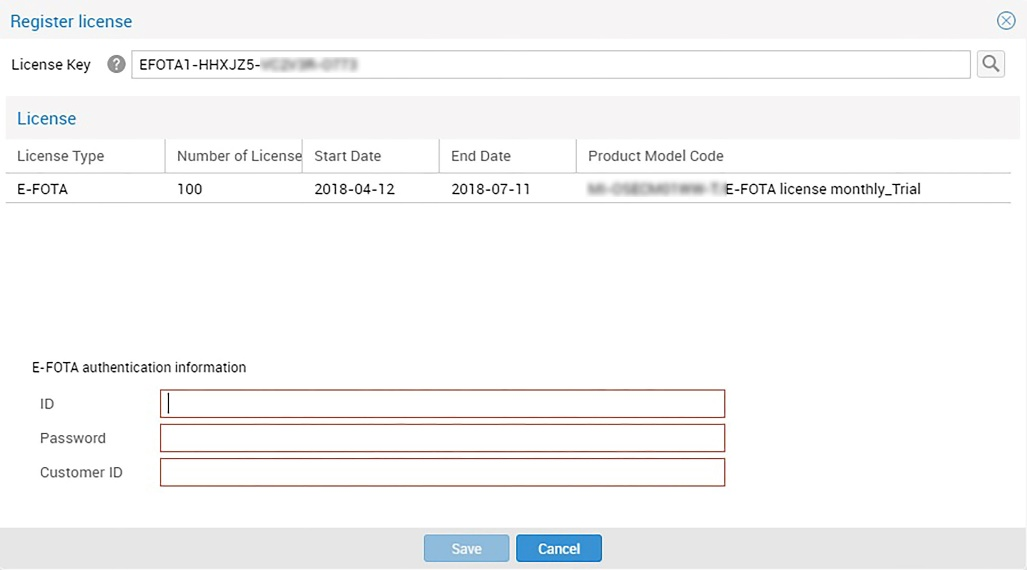 Register license
License Key ? EFOTA1-HHXJZ5-
License
License Type Number of License Start Date End Date Product Model Code
E-FOTA 100 2018-04-12 2018-07-11 E-FOTA license monthly_Trial
E-FOTA authentication information
ID
Password
Customer ID
Save Cancel